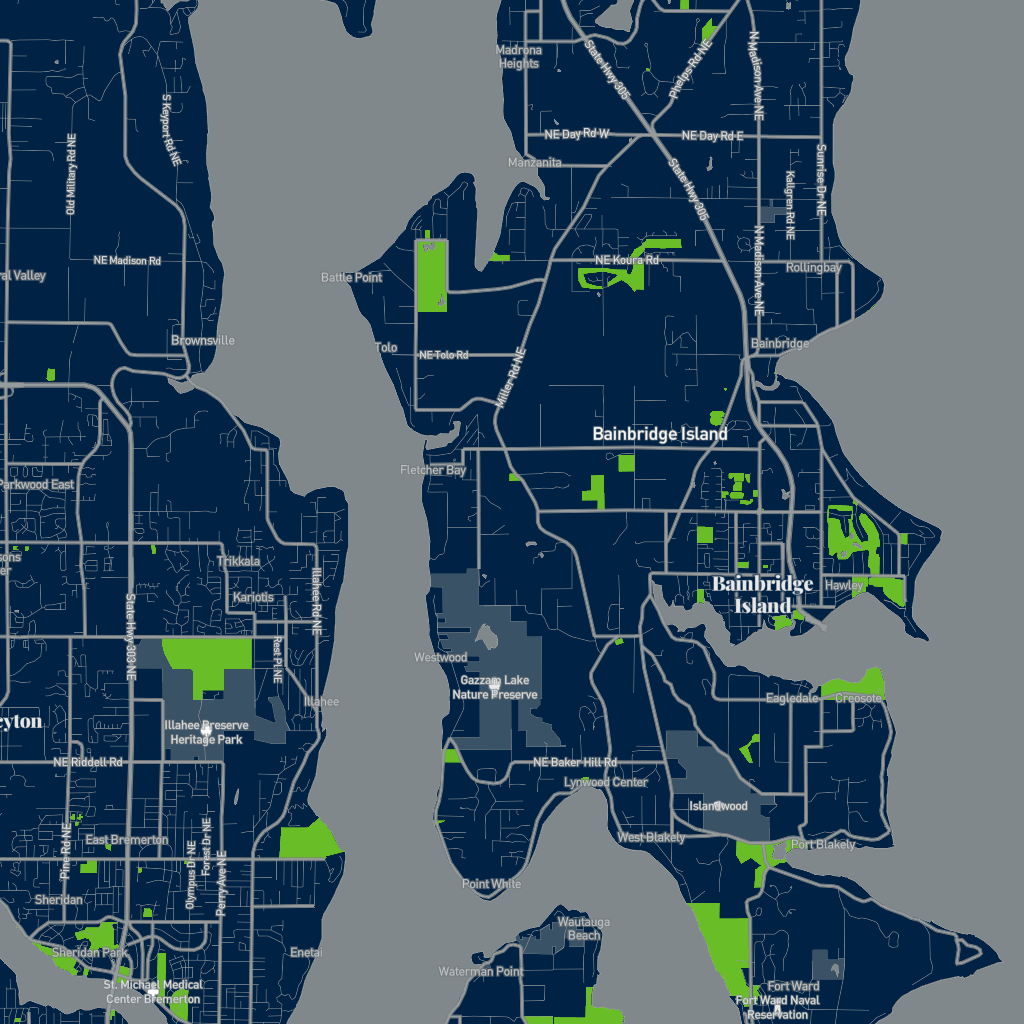 Madrona
Heights
State Hwy 305
Phelps Rd NE
N Madison Ave NE
S Keyport Rd NE
Old Military Rd NE
NE Day Rd W
NE Day Rd E
Manzanita
State Hwy 305
Sunrise Dr NE
Kallgren Rd NE
N Madison Ave NE
NE Madison Rd
NE Koura Rd
Rollingbay
al Valley
Battle Point
Brownsville
Tolo
NE Tolo Rd
Bainbridge
Miller Rd NE
Bainbridge Island
Fletcher Bay
Parkwood East
sons
er
Trikkala
Kariotis
Illahee Rd NE
State Hwy 303 NE
Rest Pl NE
Bainbridge
Island
Hawley
Westwood
Gazzam Lake
Nature Preserve
Illahee
Eagledale
Creosote
eyton
Illahee Preserve
Heritage Park
NE Riddell Rd
NE Baker Hill Rd
Lynwood Center
Islandwood
East Bremerton
Pine Rd NE
Olympus Dr NE
Forest Dr NE
Perry Ave NE
West Blakely
Port Blakely
Point White
Sheridan
Wautauga
Beach
Sheridan Park
Enetai
Waterman Point
St. Michael Medical
Center Bremerton
Fort Ward
Fort Ward Naval
Reservation